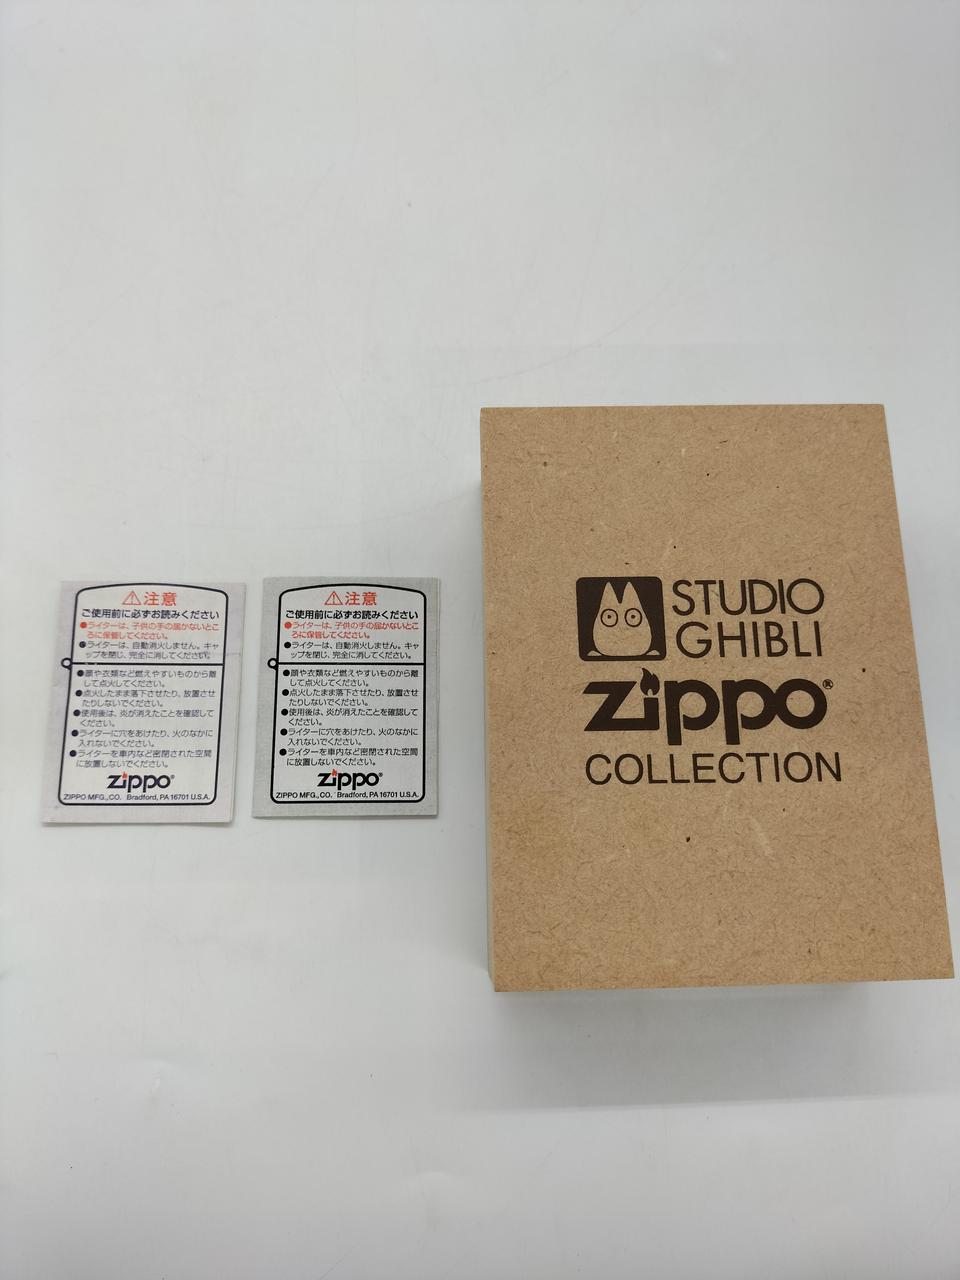 ⚠注意
ご使用前に必ずお読みください
●ライターは、子供の手の届かないとこ
ろに保管してください。
●ライターは、自動消火しません。キャ
ップを閉じ、完全に消してください。
●顔や衣類など燃えやすいものから離
して点火してください。
●点火したまま落下させたり、放置させ
たりしないでください。
●使用後は、炎が消えたことを確認して
ください。
●ライターに穴をあけたり、火のなかに
入れないでください。
●ライターを車内など密閉された空間
に放置しないでください。
zippo®
ZIPPO MFG.,CO. Bradford, PA 16701 U.S.A.
⚠注意
ご使用前に必ずお読みください
●ライターは、子供の手の届かないとこ
ろに保管してください。
●ライターは、自動消火しません。キャ
ップを閉じ、完全に消してください。
●顔や衣類など燃えやすいものから離
して点火してください。
●点火したまま落下させたり、放置させ
たりしないでください。
●使用後は、炎が消えたことを確認して
ください。
●ライターに穴をあけたり、火のなかに
入れないでください。
●ライターを車内など密閉された空間
に放置しないでください。
zippo®
ZIPPO MFG.,CO. Bradford, PA 16701 U.S.A.
STUDIO
GHIBLI
zippo®
COLLECTION